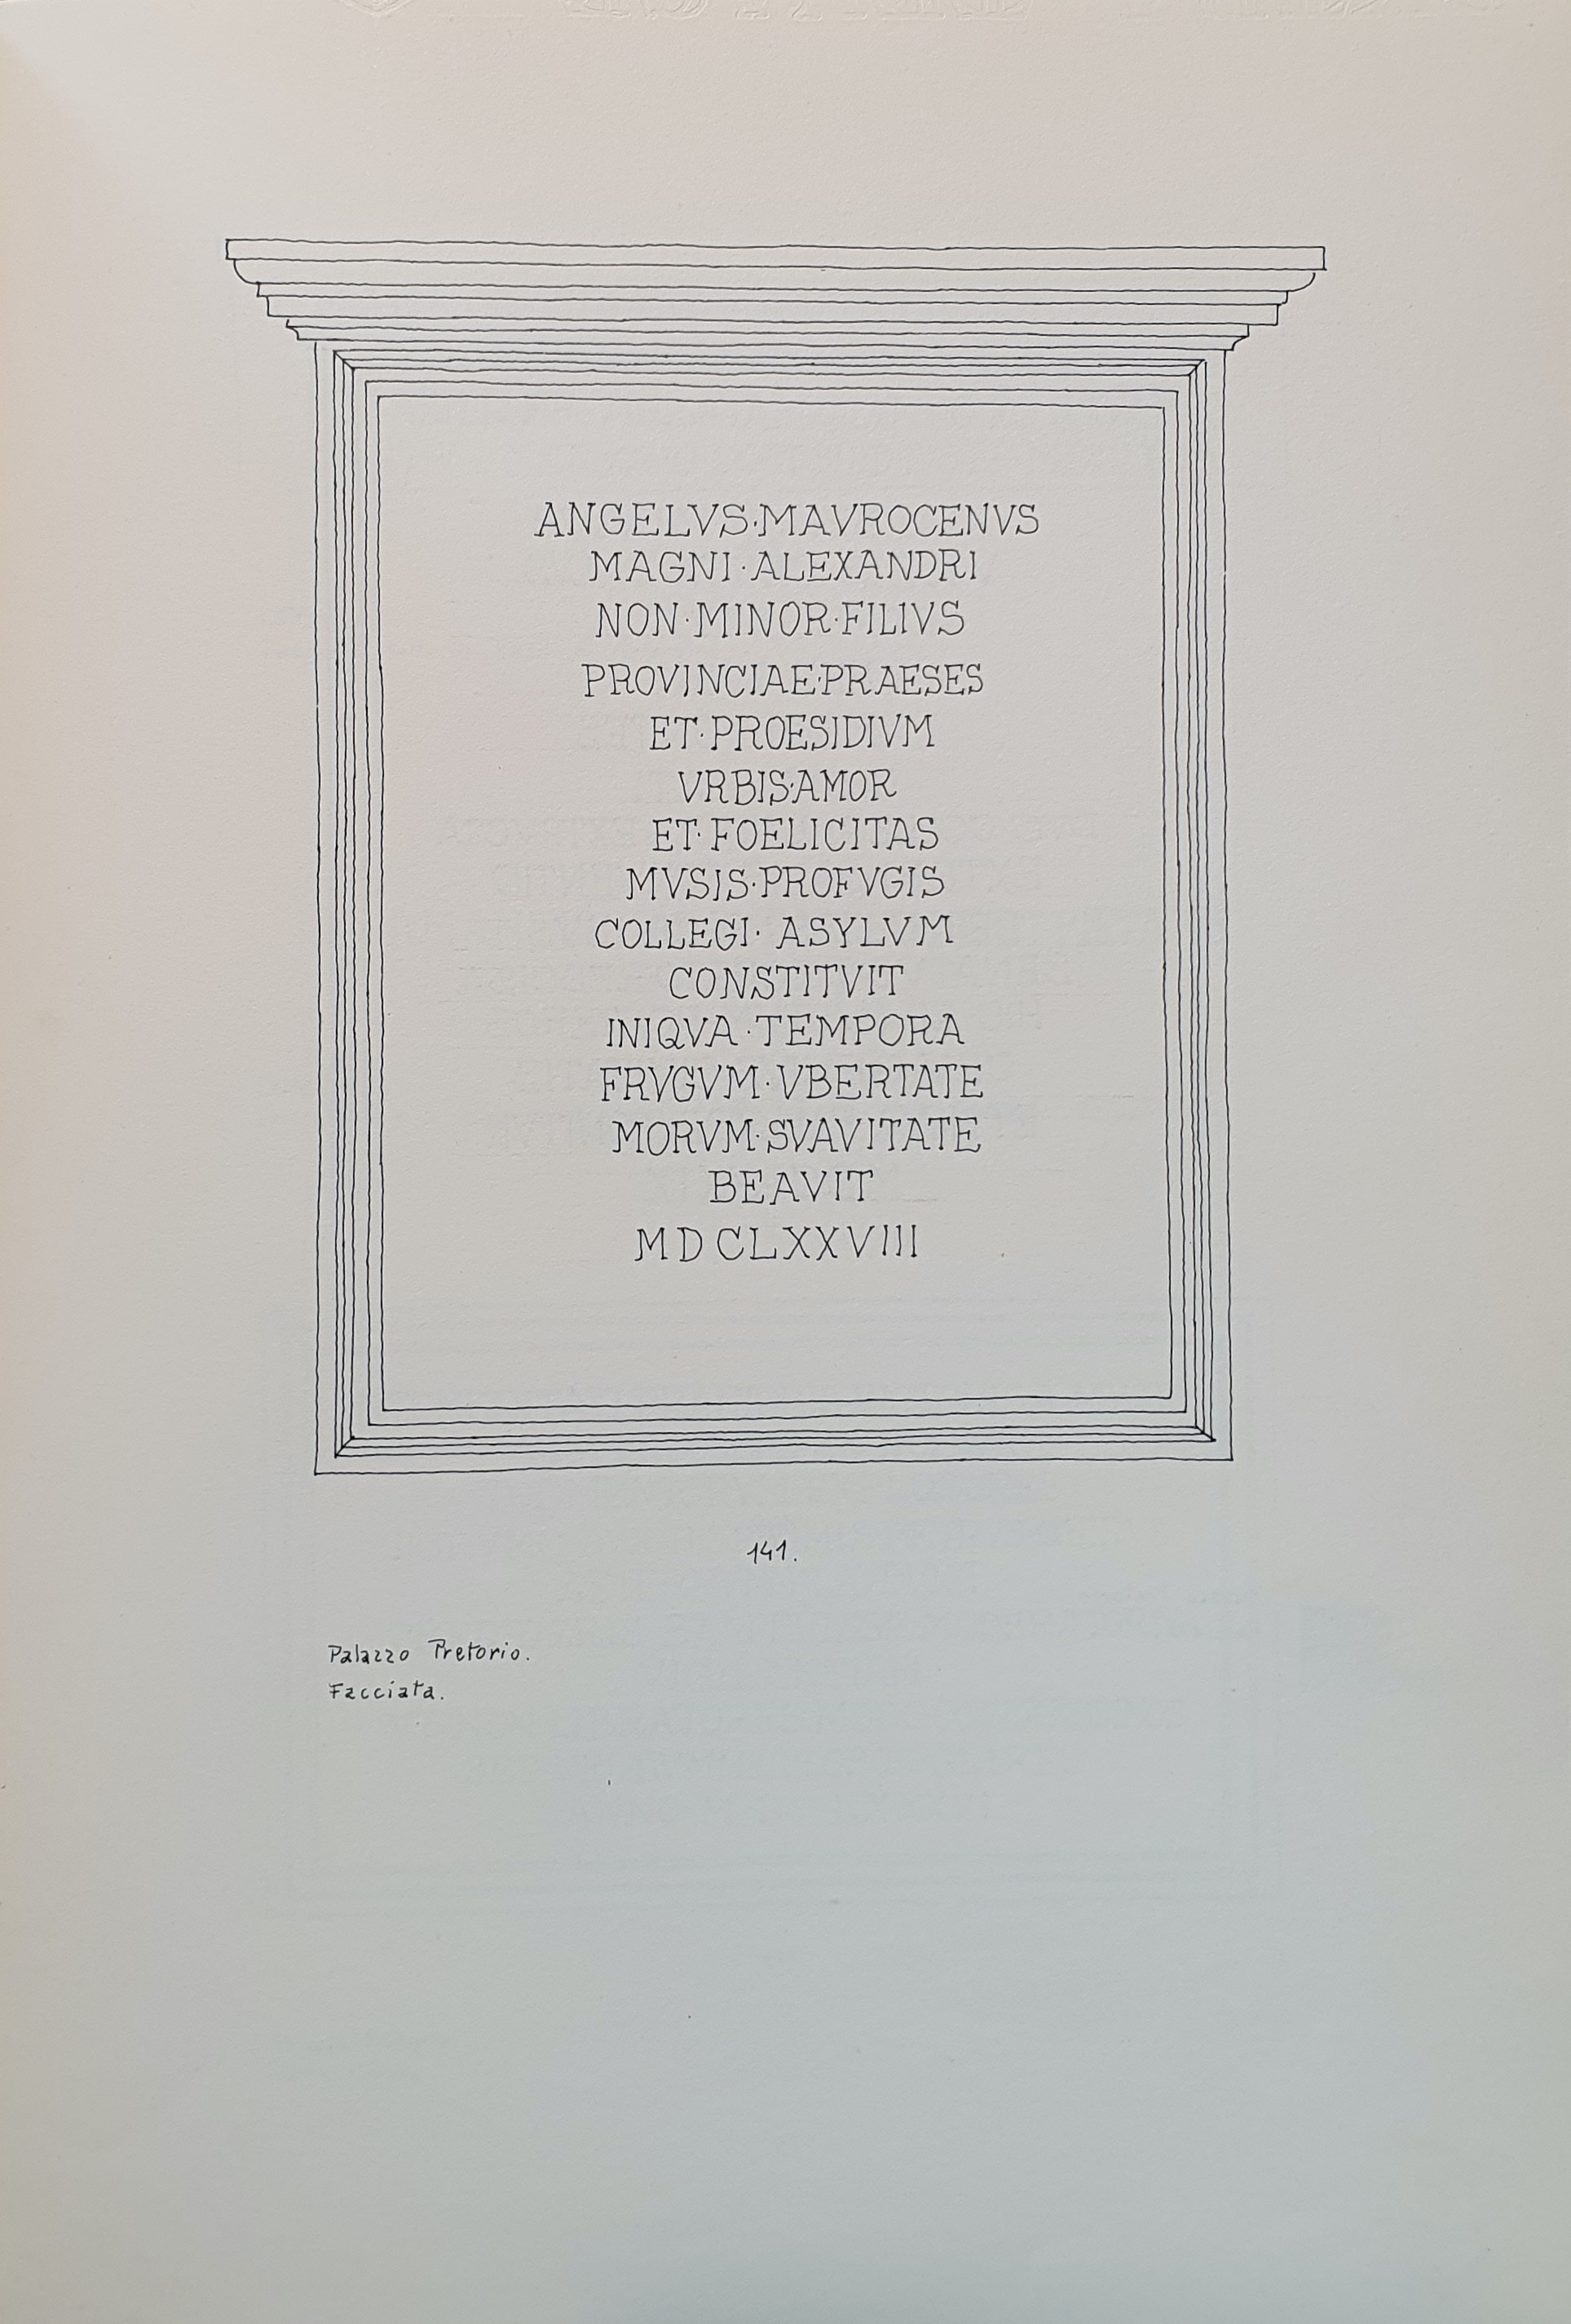 ANGELVS·MAVROCENVS
MAGNI·ALEXANDRI
NON·MINOR·FILIVS
PROVINCIAE·PRAESES
ET·PROESIDIVM
VRBIS·AMOR
ET·FOELICITAS
MVSIS·PROFVGIS
COLLEGI·ASYLVM
CONSTITVIT
INIQVA·TEMPORA
FRVGVM·VBERTATE
MORVM·SVAVITATE
BEAVIT
MDCLXXVIII
141.
Palazzo Pretorio.
Facciata.